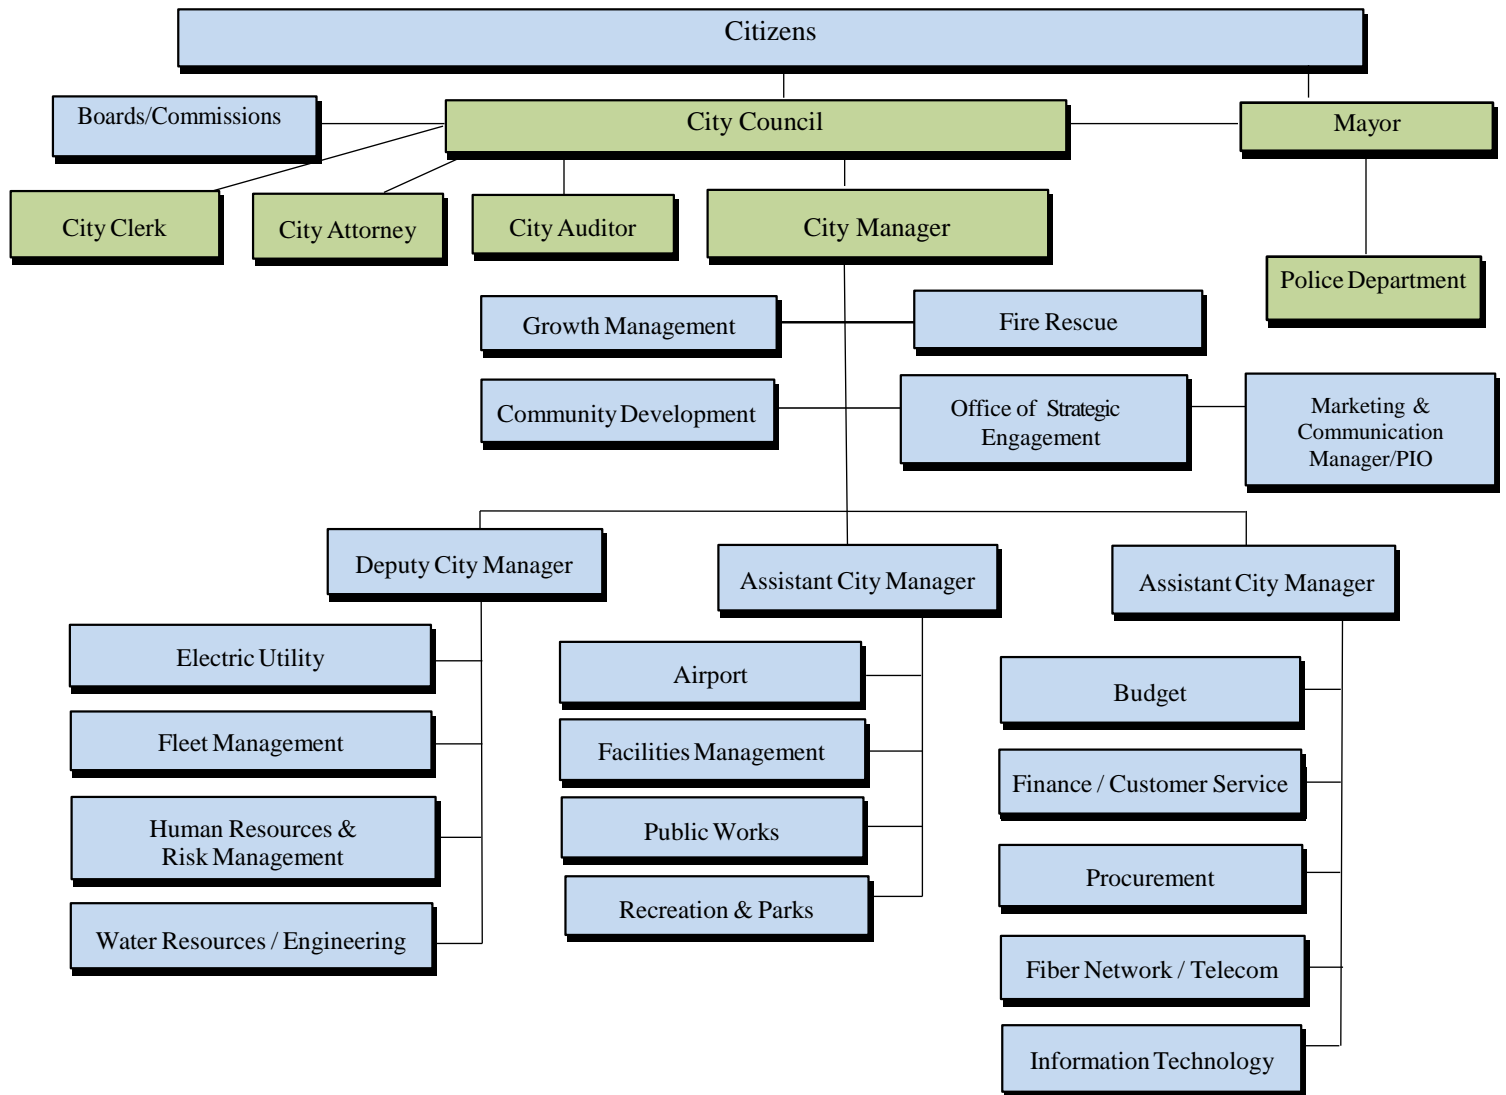 Citizens
Boards/Commissions
City Council
Mayor
City Clerk
City Attorney
City Auditor
City Manager
Police Department
Growth Management
Fire Rescue
Community Development
Office of Strategic
Engagement
Marketing &
Communication
Manager/PIO
Deputy City Manager
Assistant City Manager
Assistant City Manager
Electric Utility
Fleet Management
Human Resources &
Risk Management
Water Resources / Engineering
Airport
Facilities Management
Public Works
Recreation & Parks
Budget
Finance / Customer Service
Procurement
Fiber Network / Telecom
Information Technology